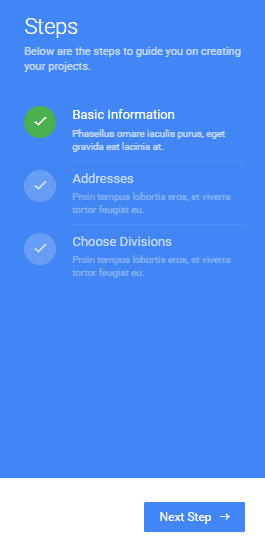 Steps
Below are the steps to guide you on creating
your projects.
Basic Information
Phasellus ornare iaculis purus, eget
gravida est lacinia at.
Addresses
Proin tempus lobortis eros, et viverra
tortor feugiat eu.
Choose Divisions
Proin tempus lobortis eros, et viverra
tortor feugiat eu.
Next Step →